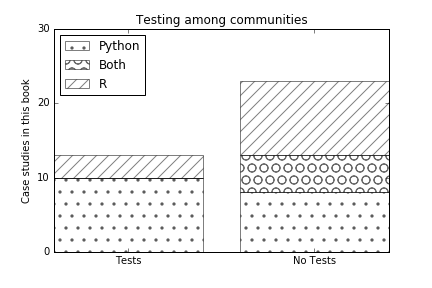 Testing among communities
30
20
10
0
Case studies in this book
Python
Both
R
Tests
No Tests